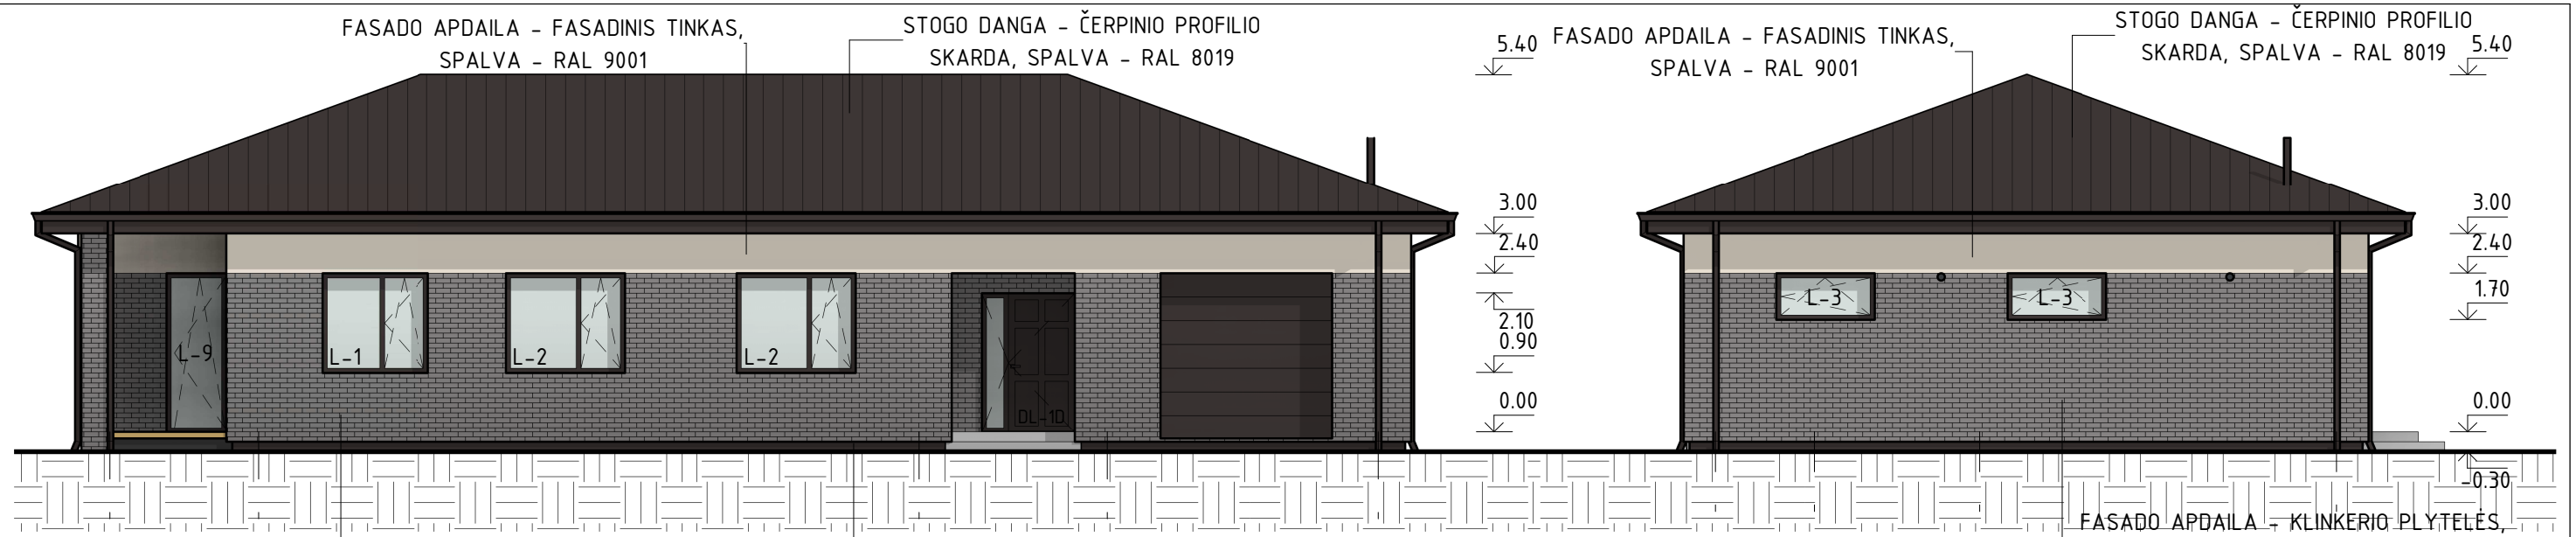 FASADO APDAILA - FASADINIS TINKAS,
SPALVA - RAL 9001
STOGO DANGA - ČERPINIO PROFILIO
SKARDA, SPALVA - RAL 8019
5.40
3.00
2.40
2.10
0.90
0.00
L-9
L-1
L-2
L-2
DL-1D
FASADO APDAILA - FASADINIS TINKAS,
SPALVA - RAL 9001
STOGO DANGA - ČERPINIO PROFILIO
SKARDA, SPALVA - RAL 8019
5.40
3.00
2.40
1.70
0.00
-0.30
L-3
L-3
FASADO APDAILA - KLINKERIO PLYTELĖS,